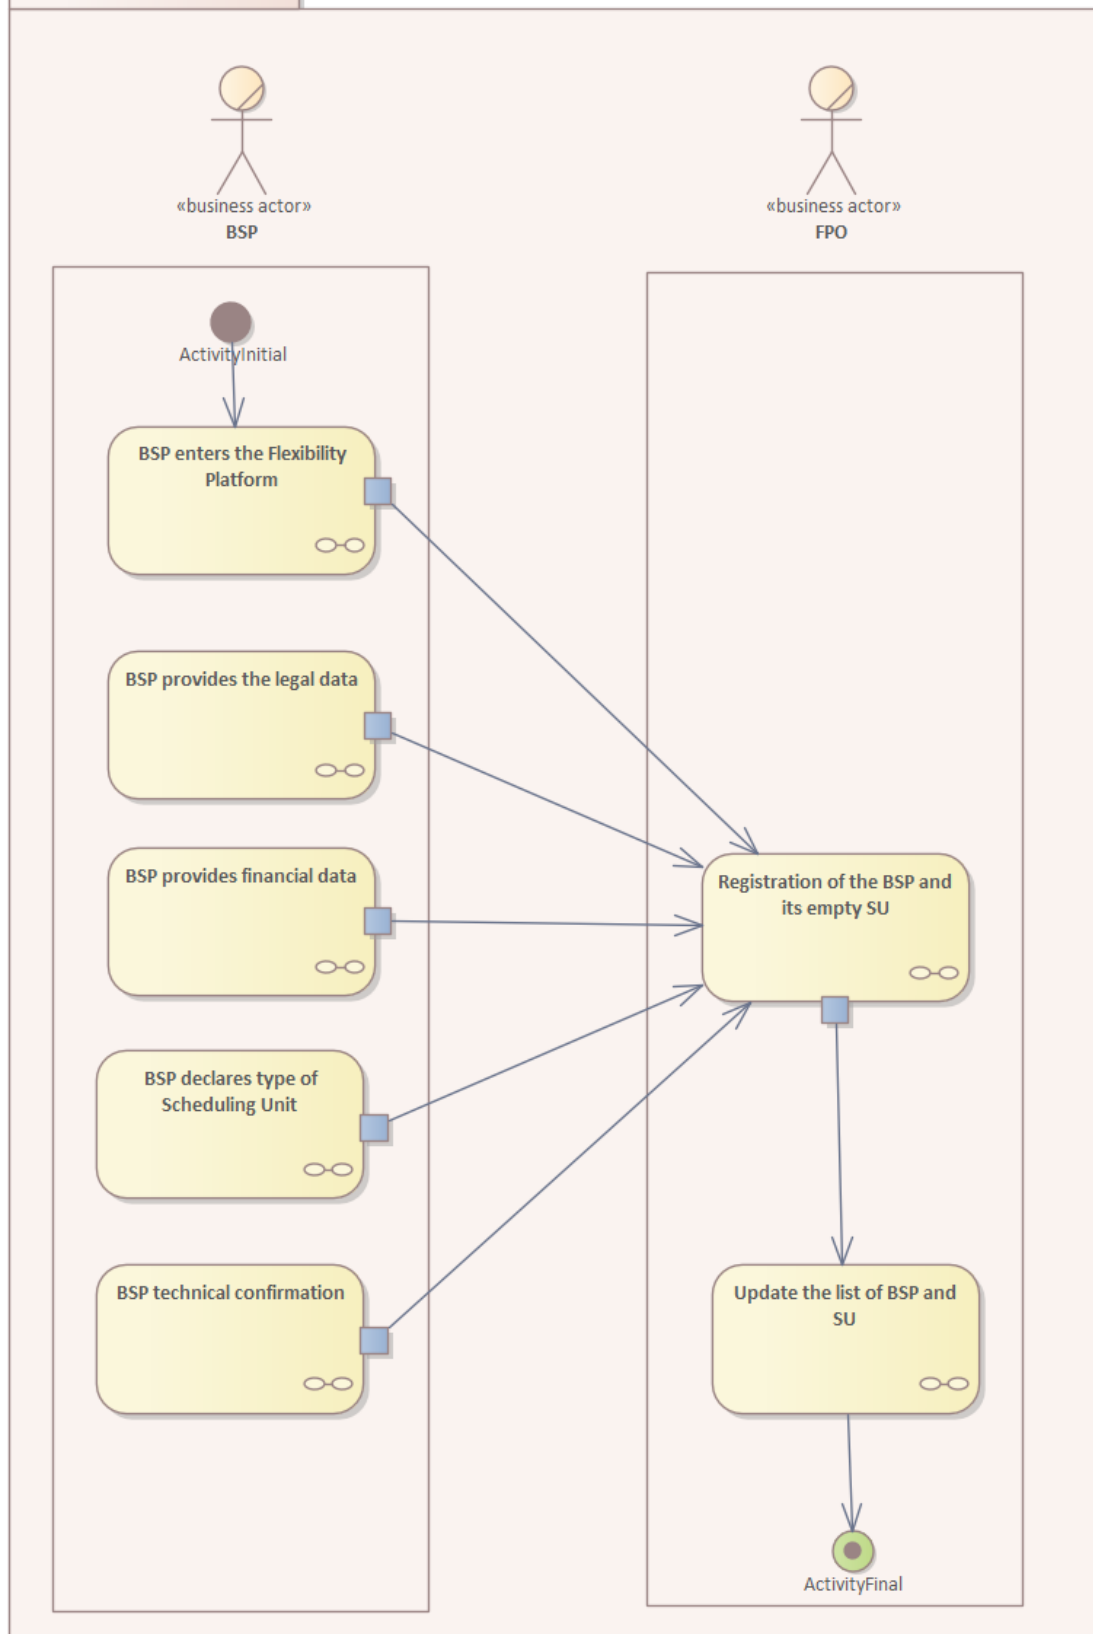 «business actor»
BSP
«business actor»
FPO
ActivityInitial
BSP enters the Flexibility
Platform
BSP provides the legal data
BSP provides financial data
Registration of the BSP and
its empty SU
BSP declares type of
Scheduling Unit
BSP technical confirmation
Update the list of BSP and
SU
ActivityFinal